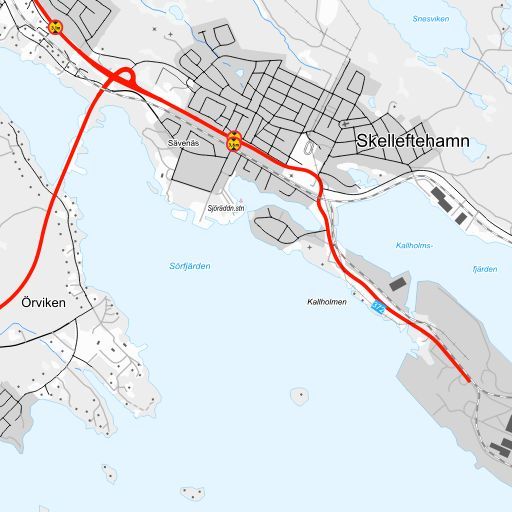 Snesviken
Skelleftehamn
Sävenäs
Sjöräddn.stn
Kallholms-
fjärden
Sörfjärden
Örviken
Kallholmen
372